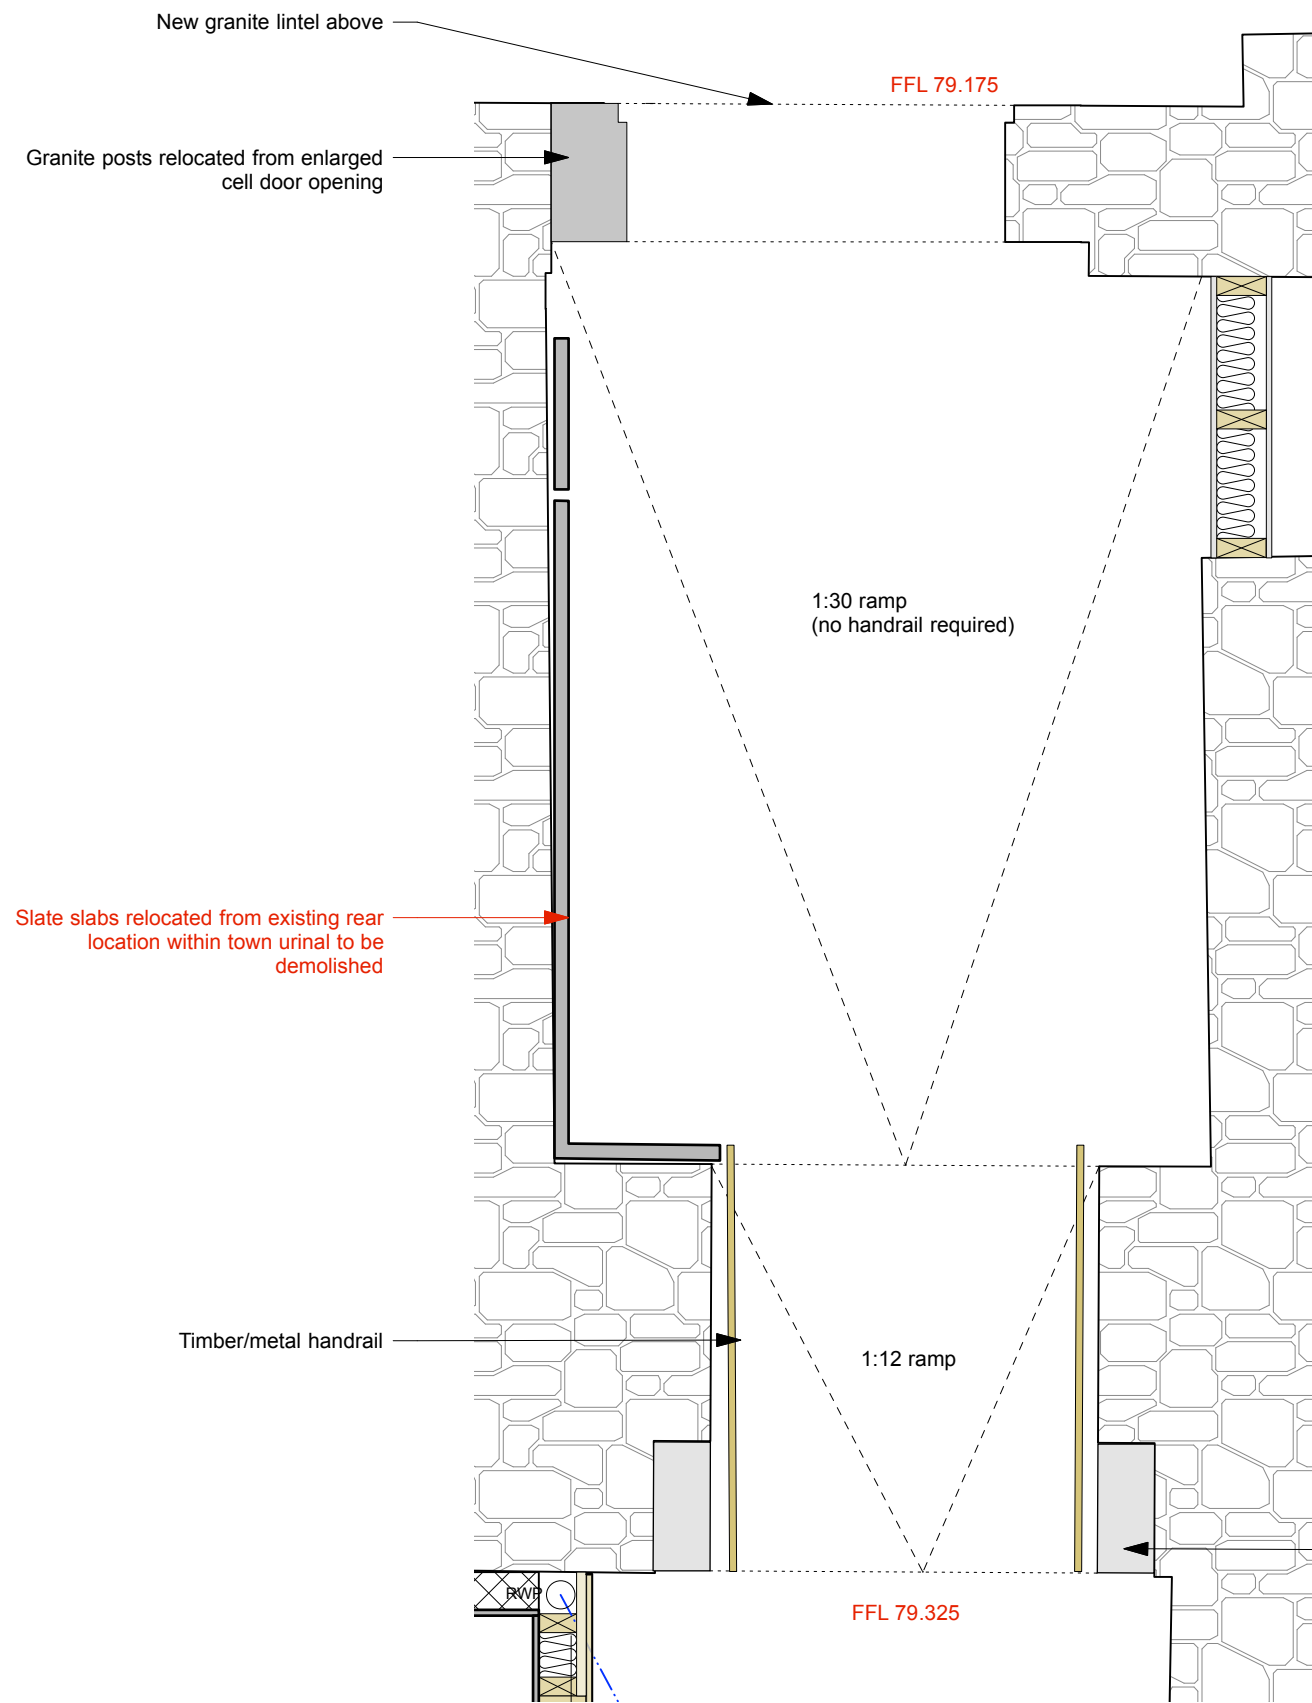 New granite lintel above
FFL 79.175
Granite posts relocated from enlarged
cell door opening
1:30 ramp
(no handrail required)
Slate slabs relocated from existing rear
location within town urinal to be
demolished
Timber/metal handrail
1:12 ramp
RWP
FFL 79.325